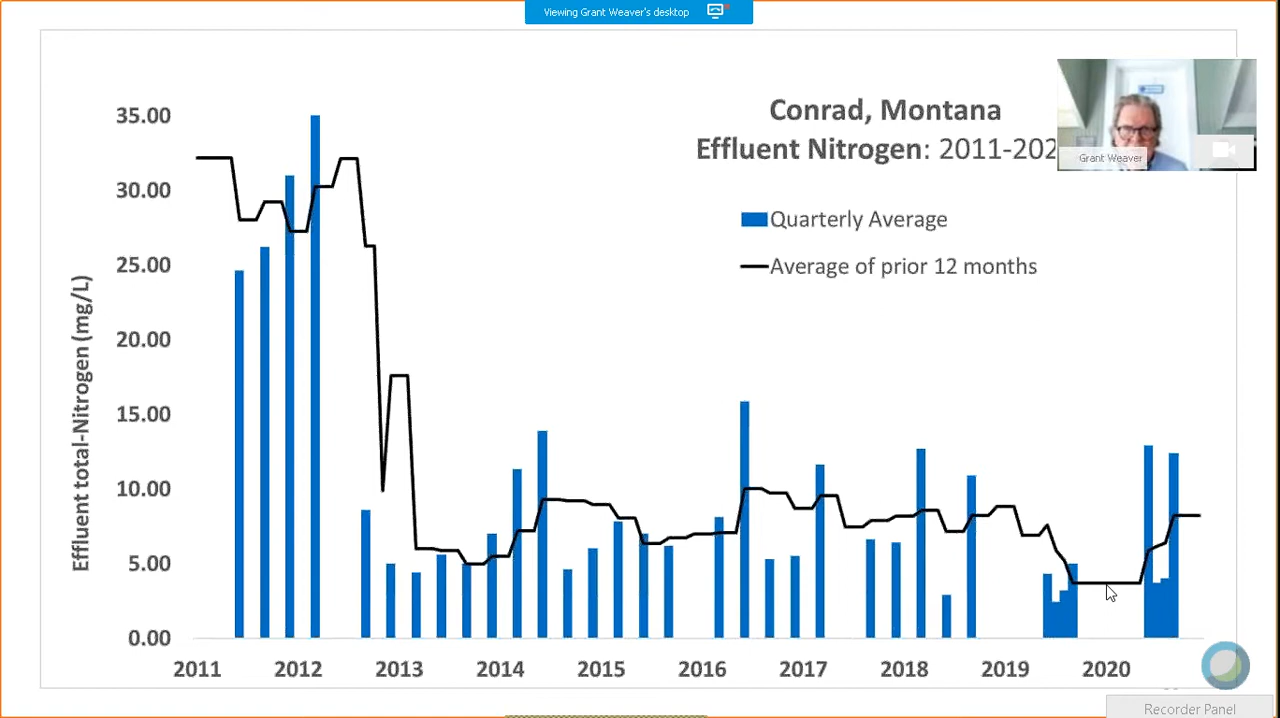 Viewing Grant Weaver's desktop
Conrad, Montana
Effluent Nitrogen: 2011-202
Grant Weaver
Quarterly Average
Average of prior 12 months
Effluent total-Nitrogen (mg/L)
35.00
30.00
25.00
20.00
15.00
10.00
5.00
0.00
2011 2012 2013 2014 2015 2016 2017 2018 2019 2020
Recorder Panel